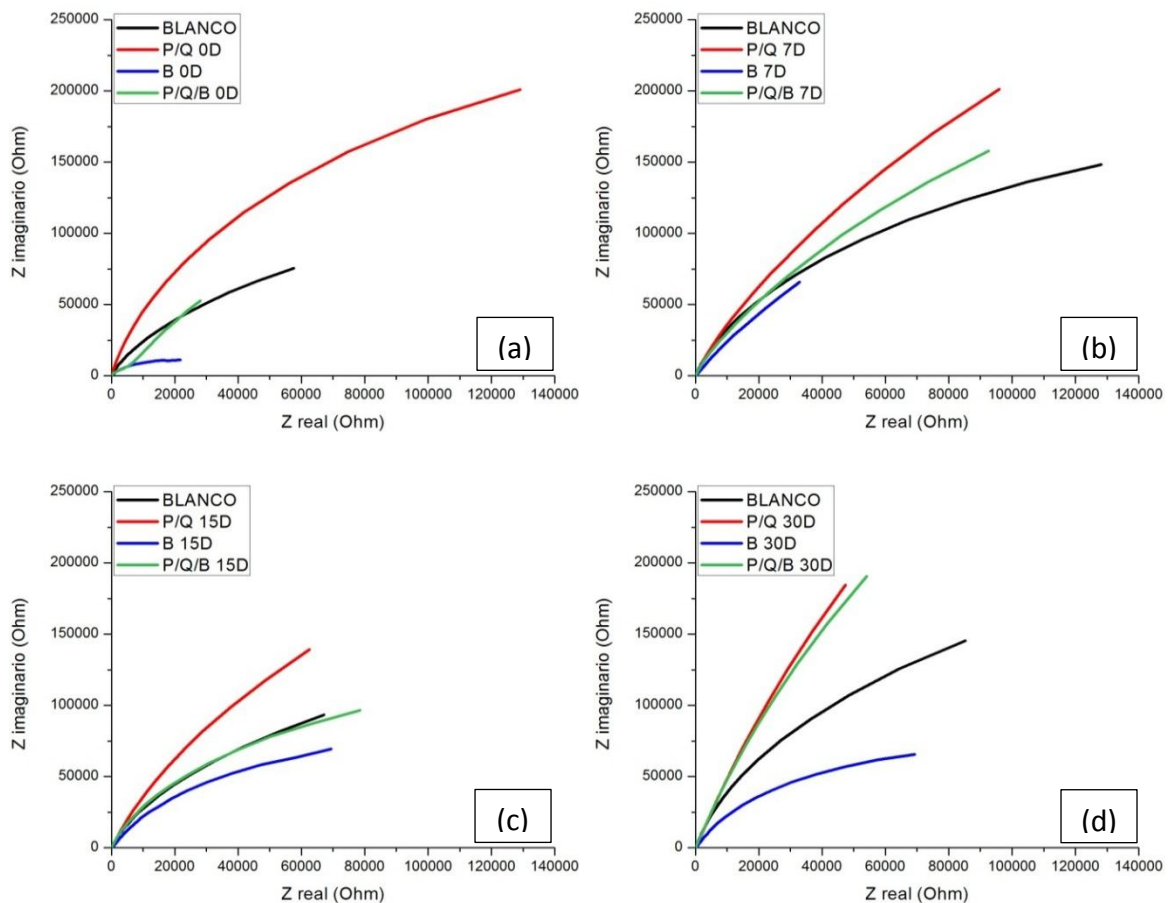 250000
200000
150000
100000
50000
0
Z imaginario (Ohm)
BLANCO
P/Q 0D
B 0D
P/Q/B 0D
(a)
0 20000 40000 60000 80000 100000 120000 140000
Z real (Ohm)
250000
200000
150000
100000
50000
0
Z imaginario (Ohm)
BLANCO
P/Q 7D
B 7D
P/Q/B 7D
(b)
0 20000 40000 60000 80000 100000 120000 140000
Z real (Ohm)
250000
200000
150000
100000
50000
0
Z imaginario (Ohm)
BLANCO
P/Q 15D
B 15D
P/Q/B 15D
(c)
0 20000 40000 60000 80000 100000 120000 140000
Z real (Ohm)
250000
200000
150000
100000
50000
0
Z imaginario (Ohm)
BLANCO
P/Q 30D
B 30D
P/Q/B 30D
(d)
0 20000 40000 60000 80000 100000 120000 140000
Z real (Ohm)